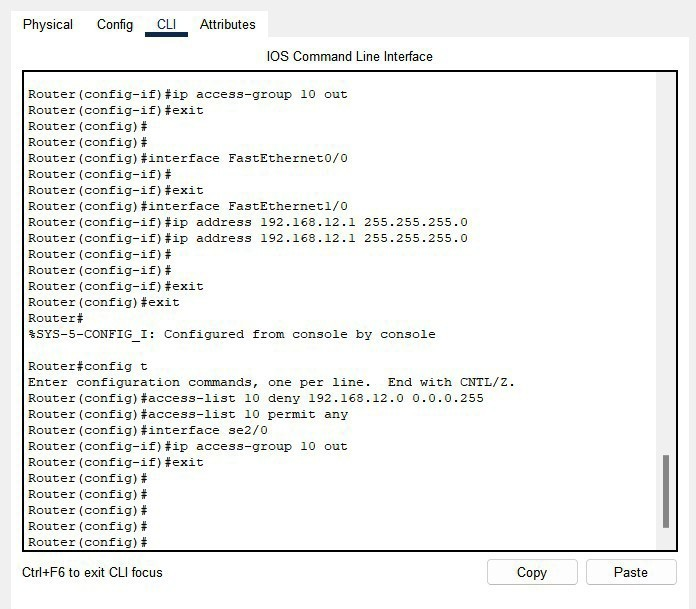 Physical Config CLI Attributes
IOS Command Line Interface
Router(config-if)#ip access-group 10 out
Router(config-if)#exit
Router(config)#
Router(config)#
Router(config)#interface FastEthernet0/0
Router(config-if)#
Router(config-if)#exit
Router(config)#interface FastEthernet1/0
Router(config-if)#ip address 192.168.12.1 255.255.255.0
Router(config-if)#ip address 192.168.12.1 255.255.255.0
Router(config-if)#
Router(config-if)#
Router(config-if)#exit
Router(config)#exit
Router#
%SYS-5-CONFIG_I: Configured from console by console
Router#config t
Enter configuration commands, one per line.  End with CNTL/Z.
Router(config)#access-list 10 deny 192.168.12.0 0.0.0.255
Router(config)#access-list 10 permit any
Router(config)#interface se2/0
Router(config-if)#ip access-group 10 out
Router(config-if)#exit
Router(config)#
Router(config)#
Router(config)#
Router(config)#
Router(config)#
Ctrl+F6 to exit CLI focus
Copy Paste